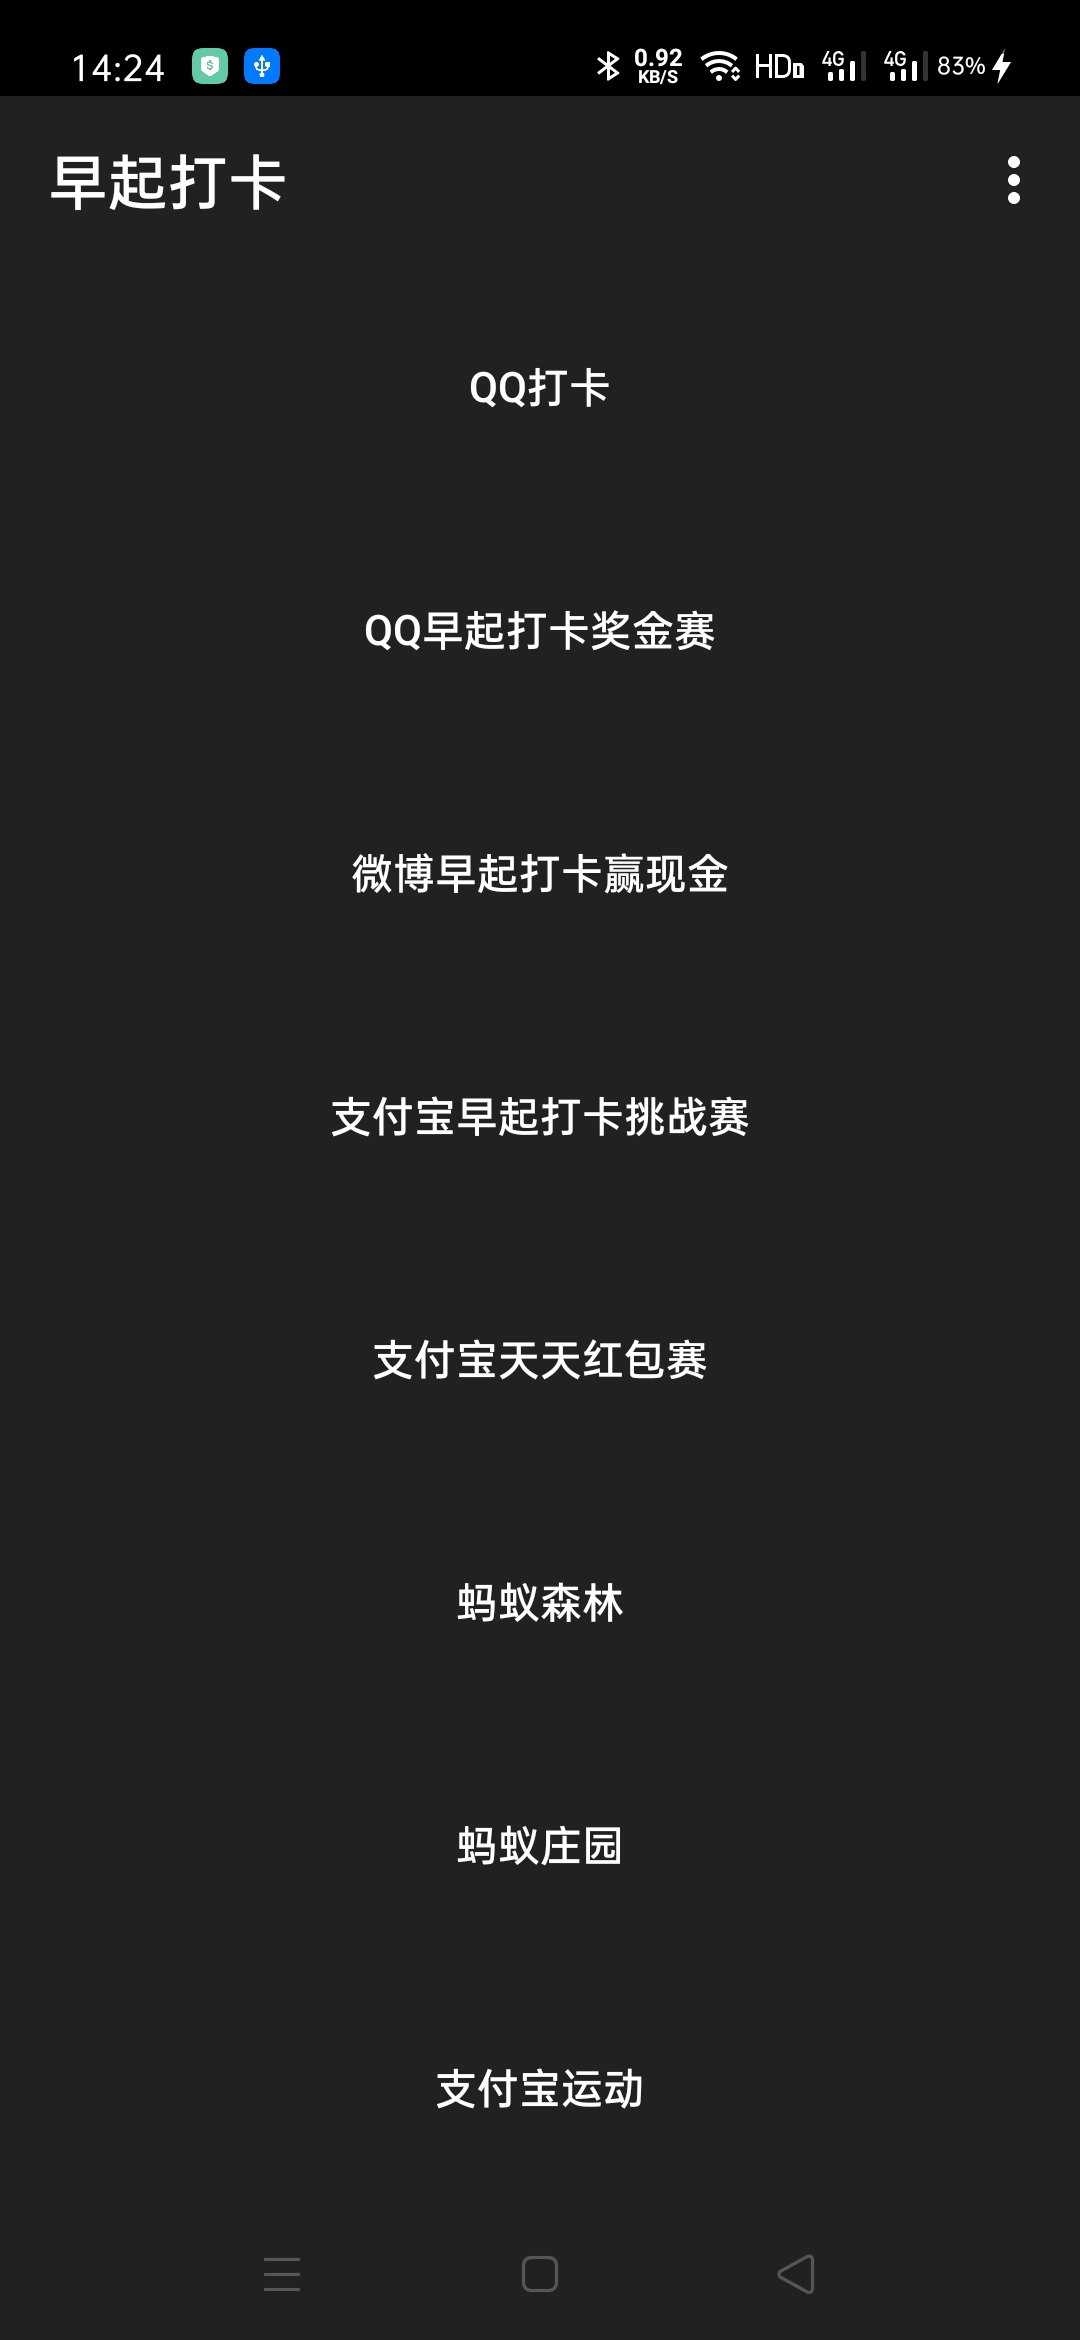 14:24
0.92
KB/S
HD
4G
4G
83%
早起打卡
QQ打卡
QQ早起打卡奖金赛
微博早起打卡赢现金
支付宝早起打卡挑战赛
支付宝天天红包赛
蚂蚁森林
蚂蚁庄园
支付宝运动